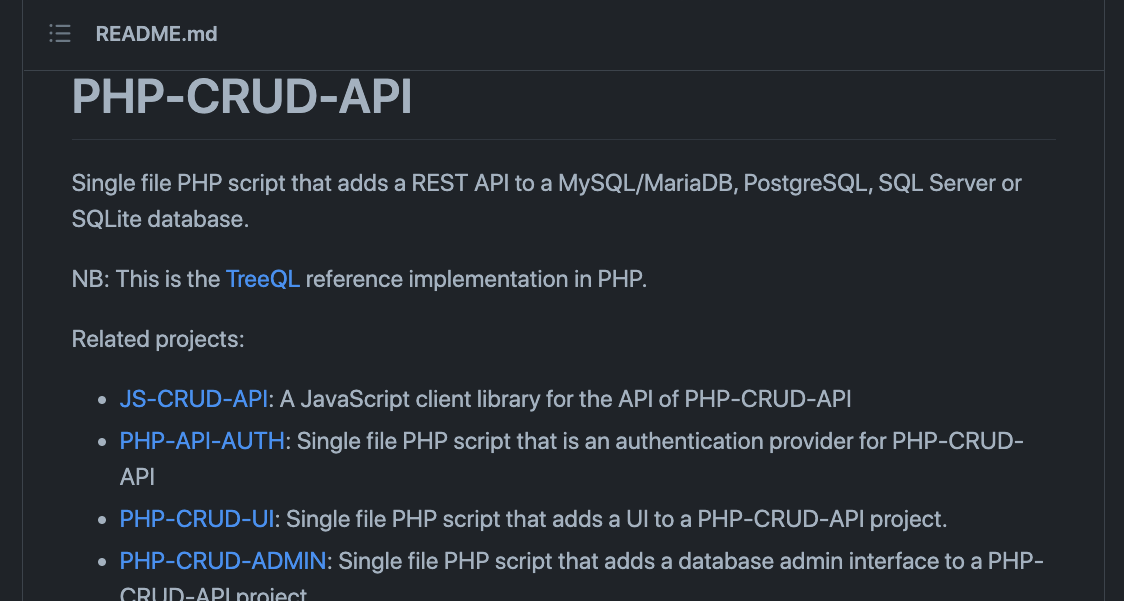 README.md
PHP-CRUD-API
Single file PHP script that adds a REST API to a MySQL/MariaDB, PostgreSQL, SQL Server or
SQLite database.
NB: This is the TreeQL reference implementation in PHP.
Related projects:
JS-CRUD-API: A JavaScript client library for the API of PHP-CRUD-API
PHP-API-AUTH: Single file PHP script that is an authentication provider for PHP-CRUD-
API
PHP-CRUD-UI: Single file PHP script that adds a UI to a PHP-CRUD-API project.
PHP-CRUD-ADMIN: Single file PHP script that adds a database admin interface to a PHP-
CRUD-API project